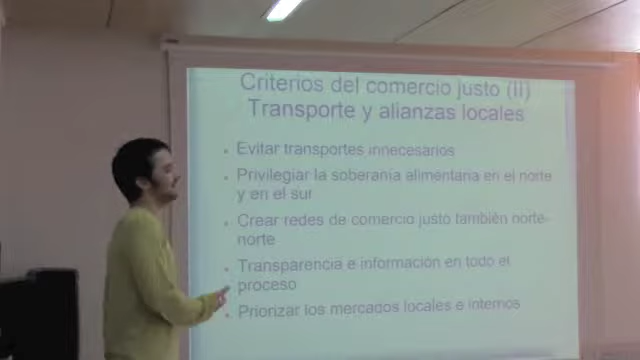 Criterios del comercio justo (II)
Transporte y alianzas locales
Evitar transportes innecesarios
Privilegiar la soberanía alimentaria en el norte
y en el sur
Crear redes de comercio justo también norte-
norte
Transparencia e información en todo el
proceso
Priorizar los mercados locales e internos